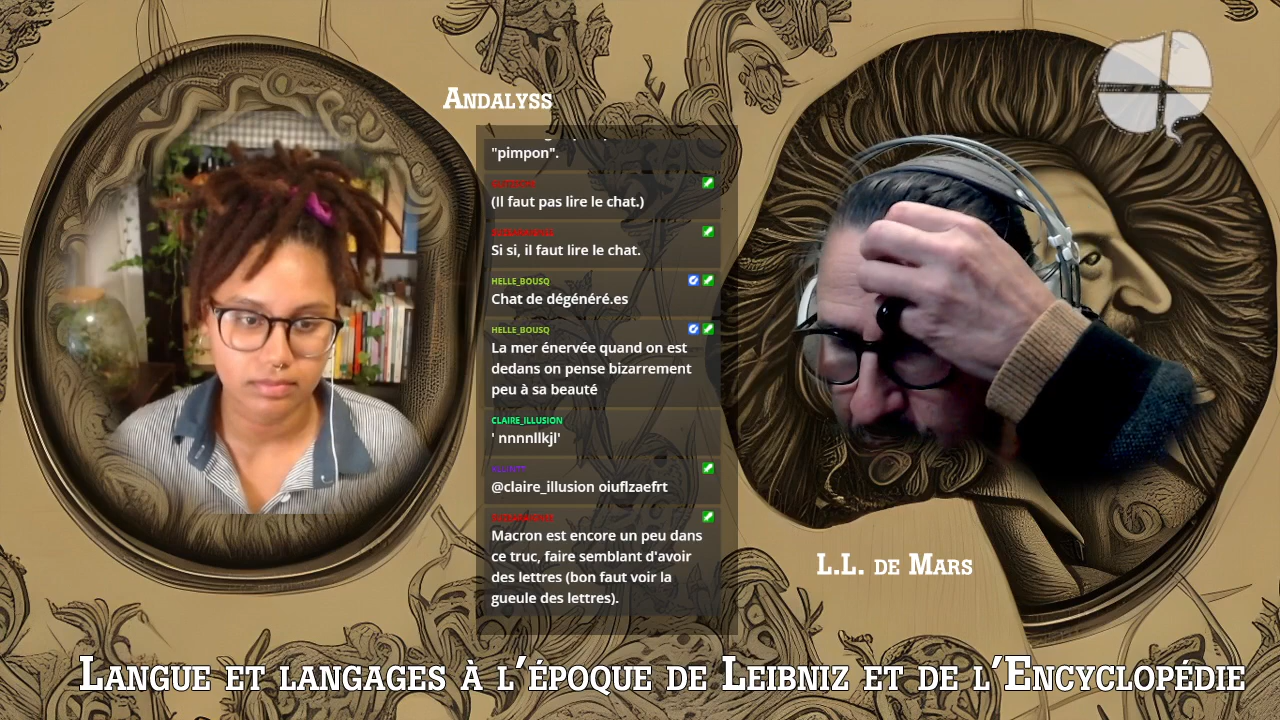 Andalyss
"pimpon".
(Il faut pas lire le chat.)
Si si, il faut lire le chat.
HELLE_BOUSQ
Chat de dégénéré.es
HELLE_BOUSQ
La mer énervée quand on est
dedans on pense bizarrement
peu à sa beauté
CLAIRE_ILLUSION
' nnnnllkjl'
@claire_illusion oiuflzaefrt
Macron est encore un peu dans
ce truc, faire semblant d'avoir
des lettres (bon faut voir la
gueule des lettres).
L.L. de Mars
Langue et langages à l'époque de Leibniz et de l'Encyclopédie